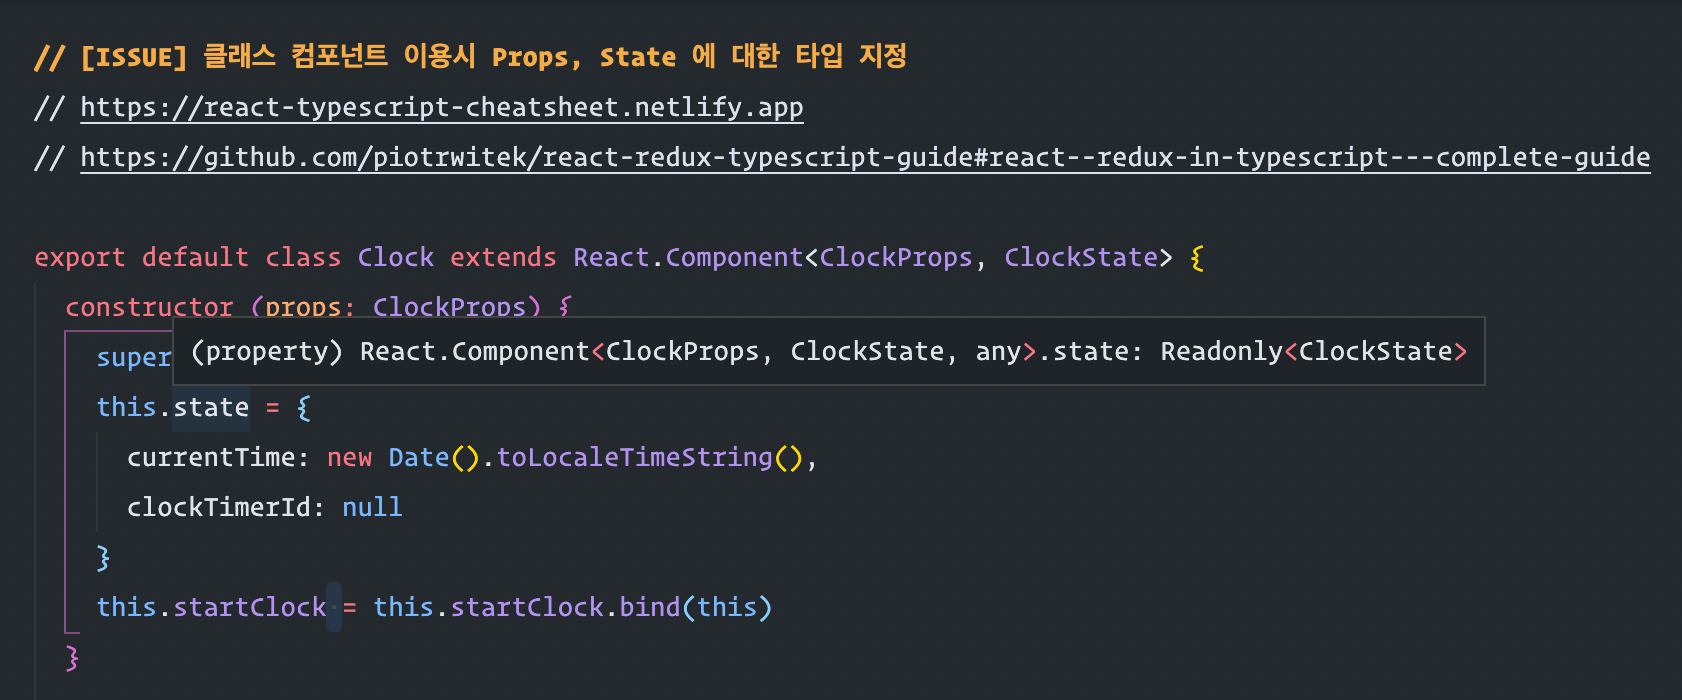 // [ISSUE] 클래스 컴포넌트 이용시 Props, State 에 대한 타입 지정
// https://react-typescript-cheatsheet.netlify.app
// https://github.com/piotrwitek/react-redux-typescript-guide#react--redux-in-typescript---complete-guide
export default class Clock extends React.Component<ClockProps, ClockState> {
constructor (props: ClockProps) {
(property) React.Component<ClockProps, ClockState, any>.state: Readonly<ClockState>
super
this.state = {
currentTime: new Date().toLocaleTimeString(),
clockTimerId: null
}
this.startClock = this.startClock.bind(this)
}